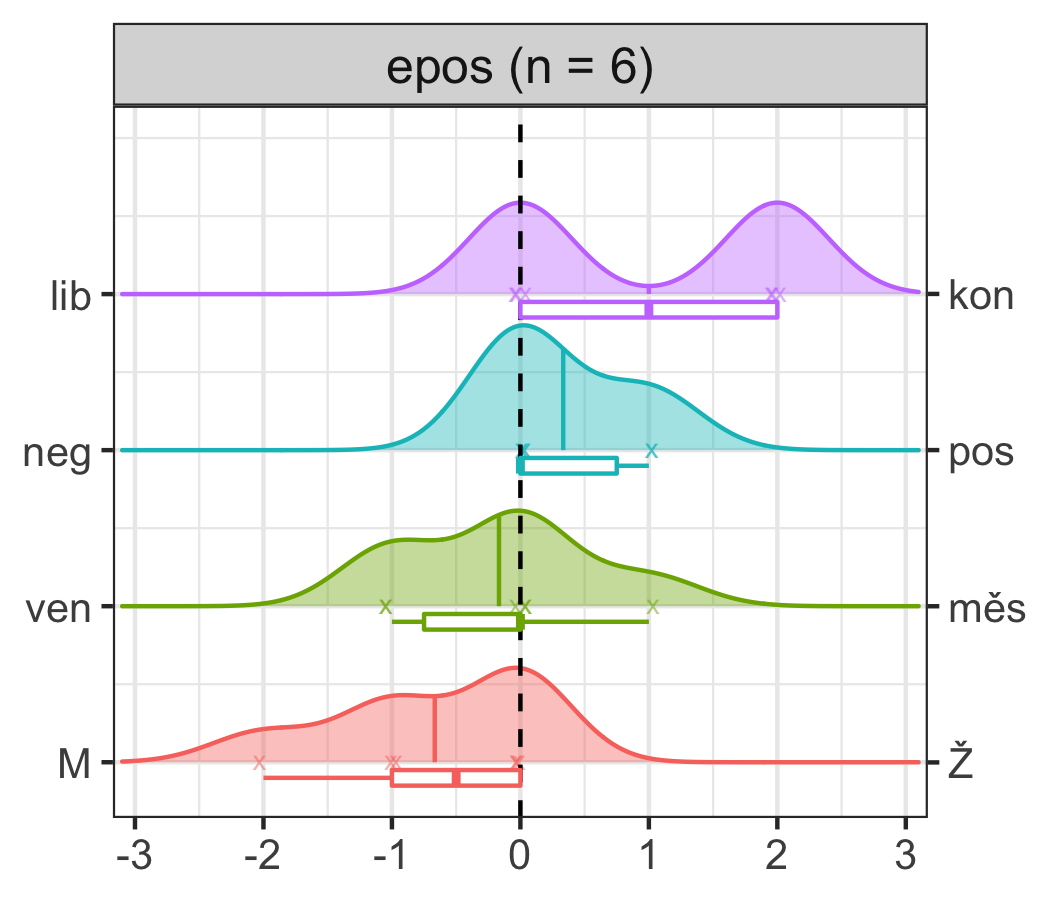 epos (n = 6)
lib kon
neg pos
ven měs
M Ž
-3 -2 -1 0 1 2 3